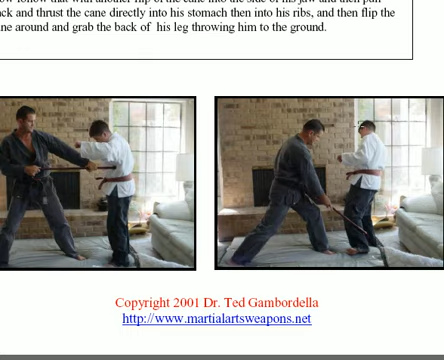 follow that with another flip of the cane into the side of his jaw and then pull
and thrust the cane directly into his stomach then into his ribs, and then flip the
around and grab the back of his leg throwing him to the ground.
Copyright 2001 Dr. Ted Gambordella
http://www.martialartsweapons.net